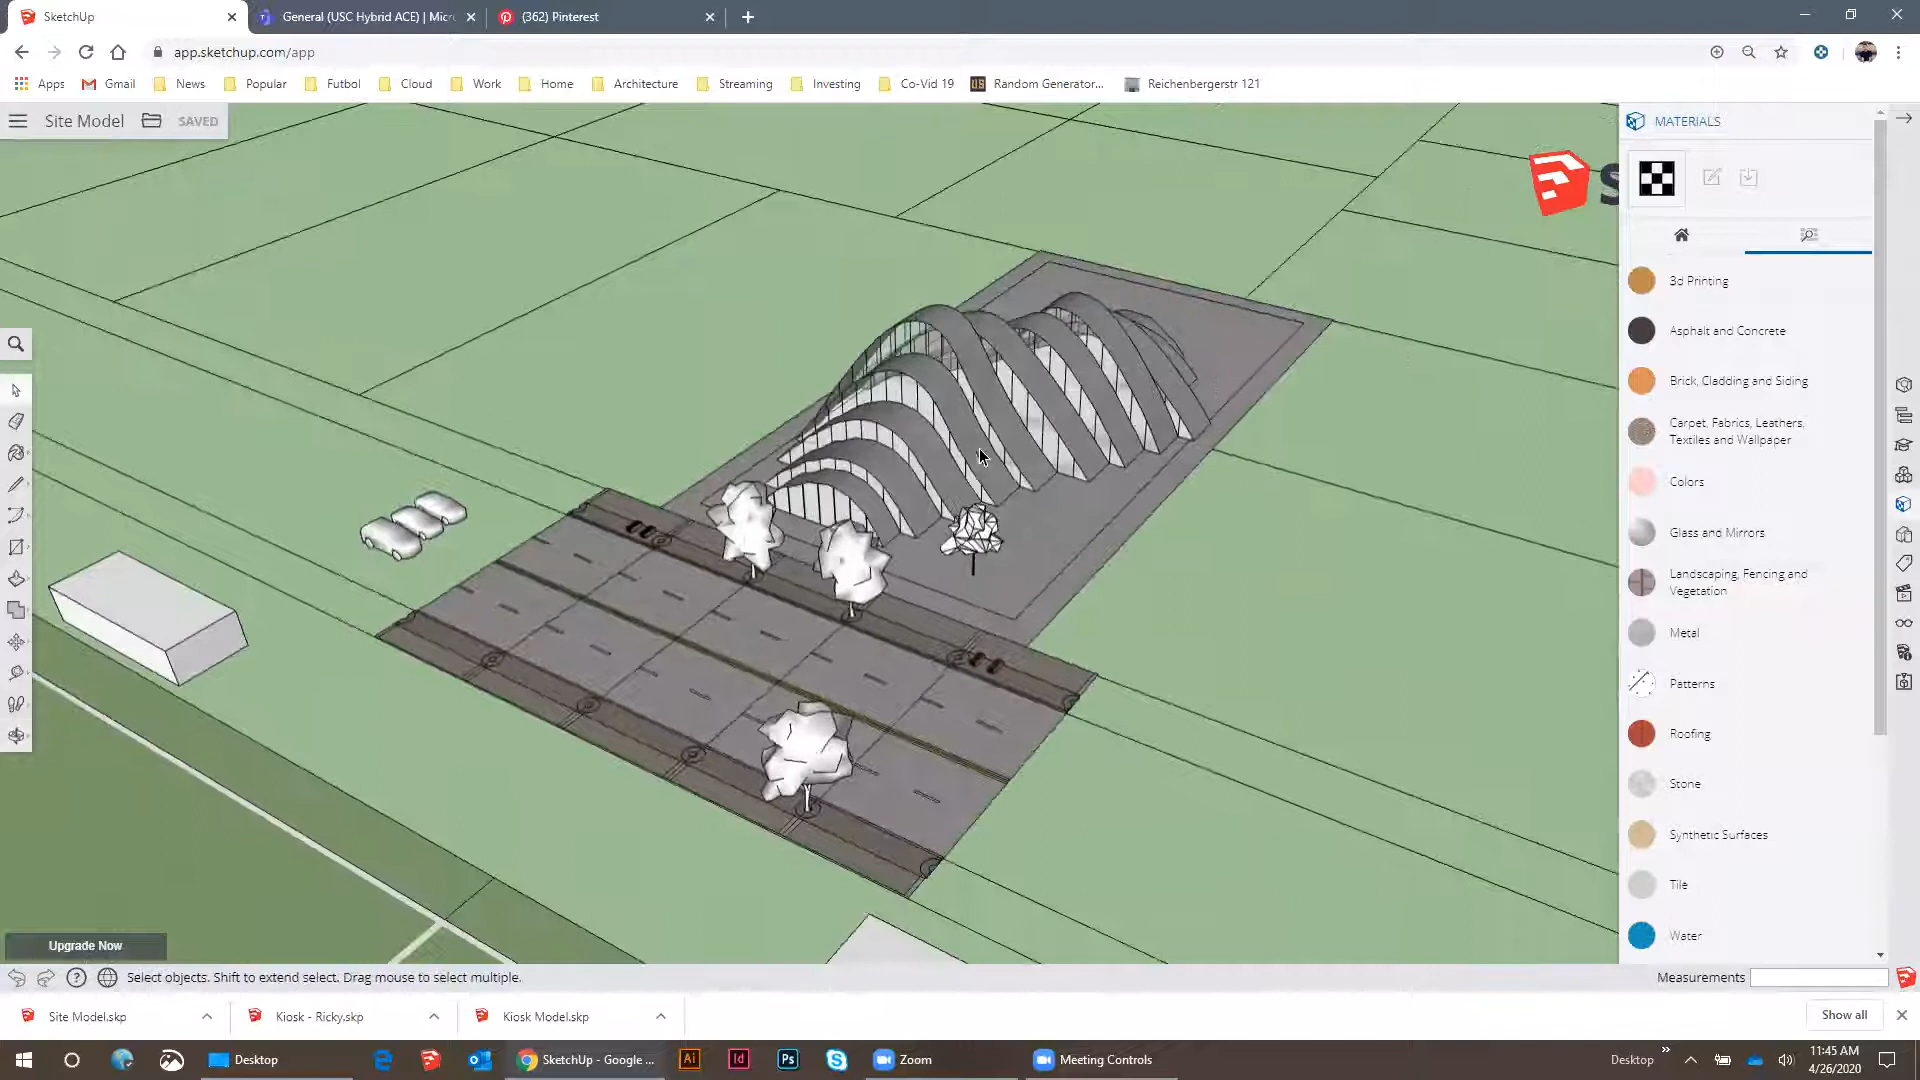 SketchUp
General (USC Hybrid ACE) | Micr
(362) Pinterest
app.sketchup.com/app
Apps
Gmail
News
Popular
Futbol
Cloud
Work
Home
Architecture
Streaming
Investing
Co-Vid 19
Random Generator...
Reichenbergerstr 121
Site Model
SAVED
MATERIALS
S
3d Printing
Asphalt and Concrete
Brick, Cladding and Siding
Carpet, Fabrics, Leathers,
Textiles and Wallpaper
Colors
Glass and Mirrors
Landscaping, Fencing and
Vegetation
Metal
Patterns
Roofing
Stone
Synthetic Surfaces
Tile
Water
Upgrade Now
Select objects. Shift to extend select. Drag mouse to select multiple.
Measurements
Site Model.skp
Kiosk - Ricky.skp
Kiosk Model.skp
Show all
Desktop
SketchUp - Google ...
Ai
Id
Ps
Zoom
Meeting Controls
Desktop
11:45 AM
4/26/2020